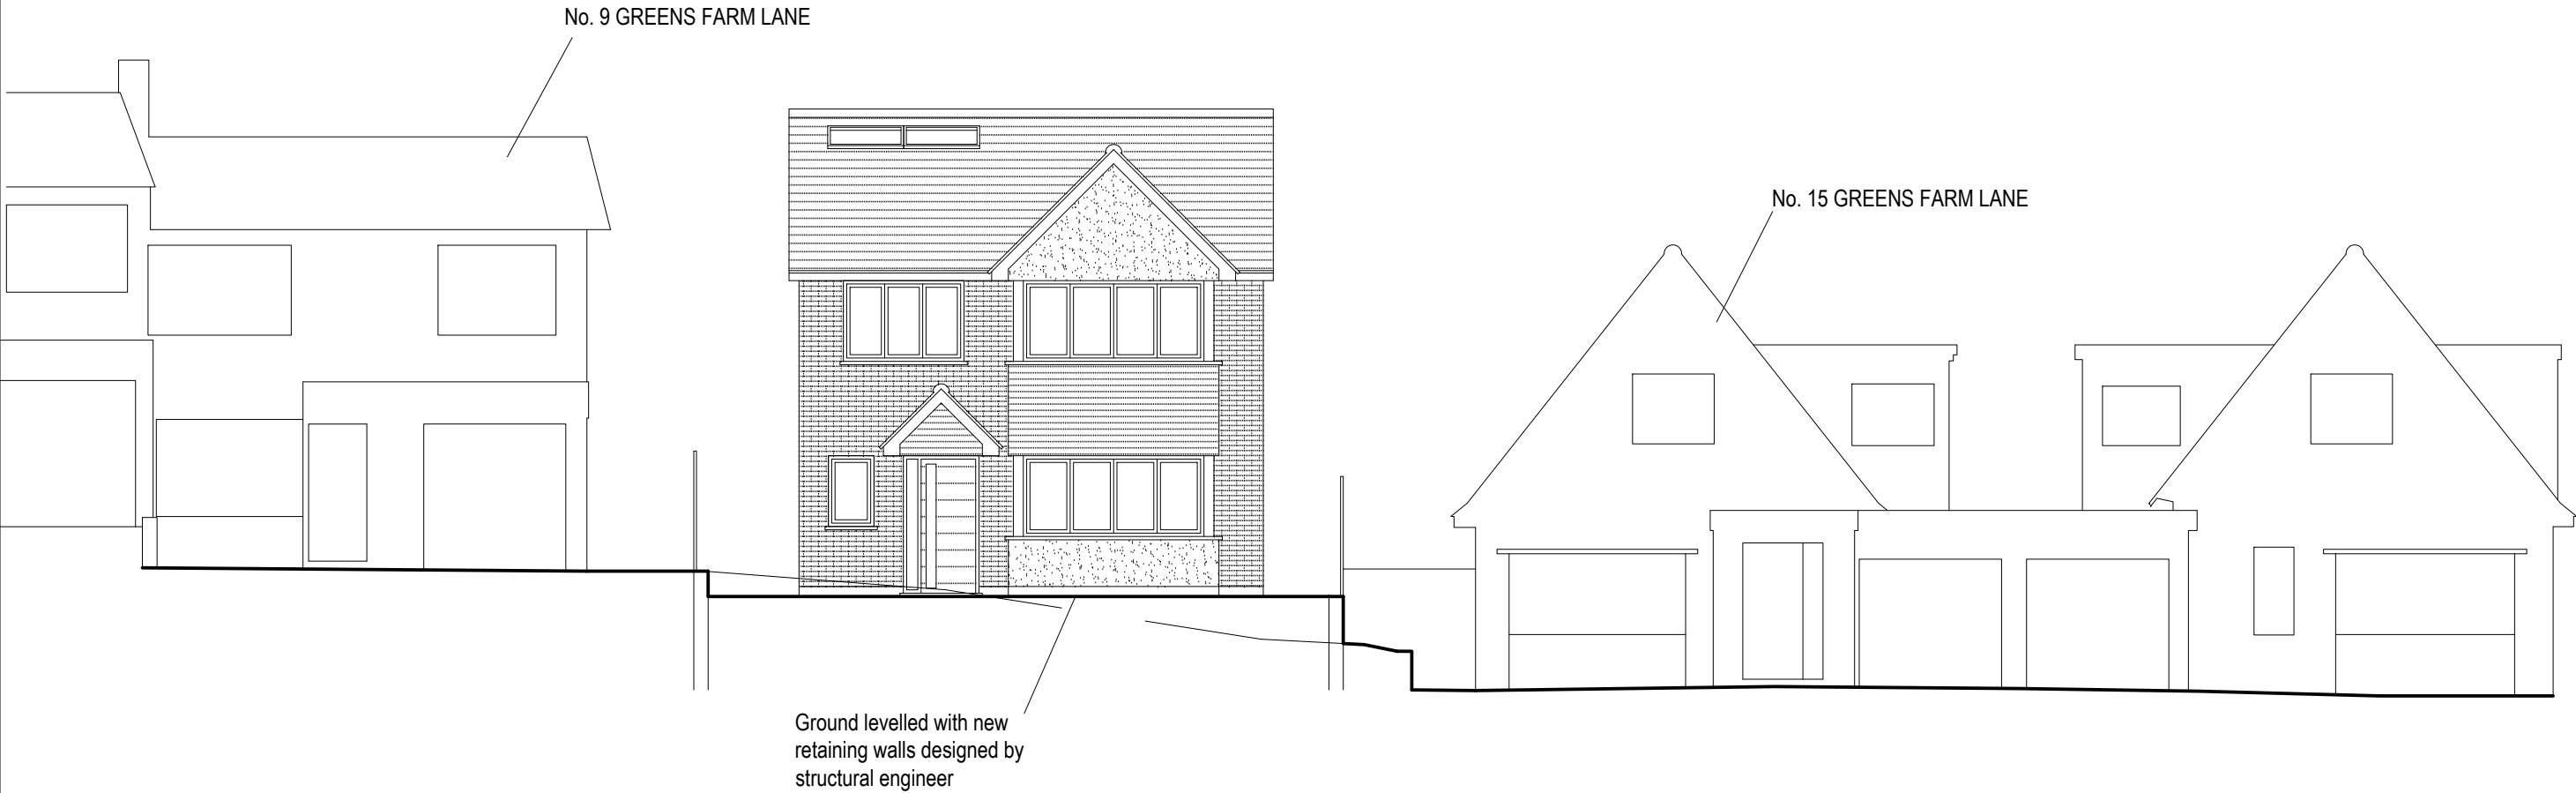 No. 9 GREENS FARM LANE
No. 15 GREENS FARM LANE
Ground levelled with new
retaining walls designed by
structural engineer